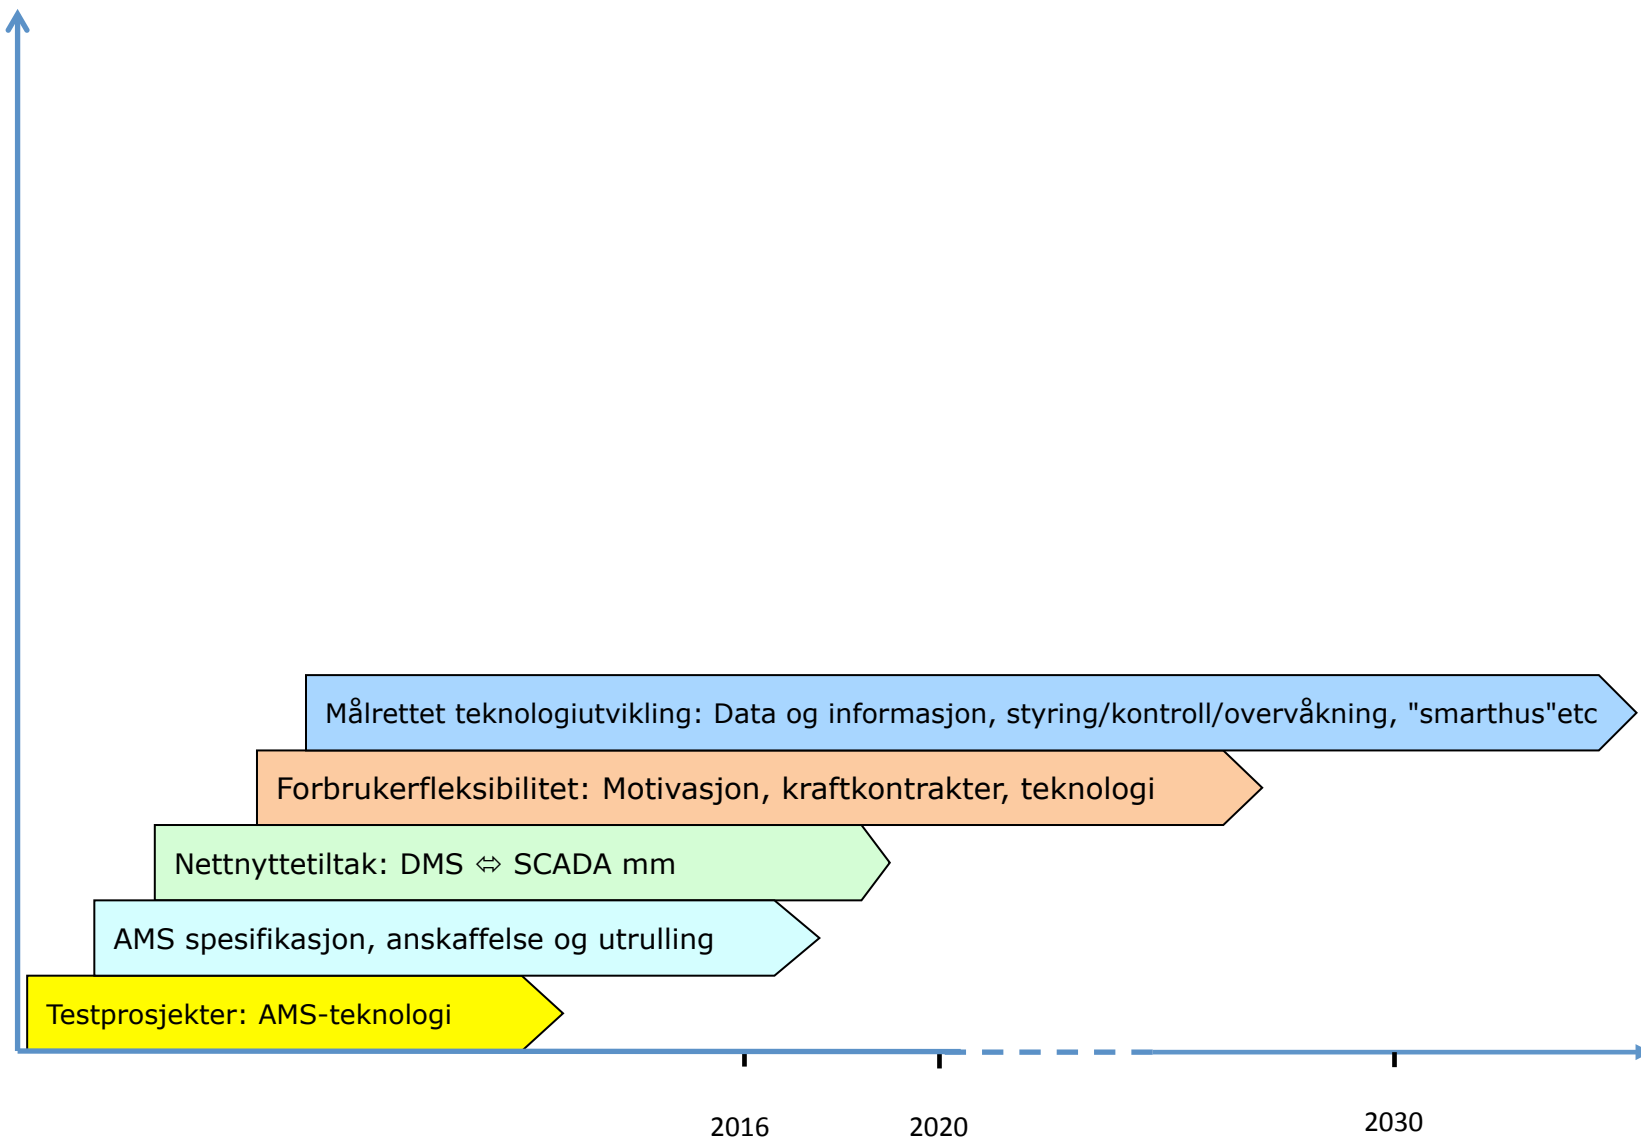 Målrettet teknologiutvikling: Data og informasjon, styring/kontroll/overvåkning, "smarthus"etc
Forbrukerfleksibilitet: Motivasjon, kraftkontrakter, teknologi
Nettnyttetiltak: DMS ⇔ SCADA mm
AMS spesifikasjon, anskaffelse og utrulling
Testprosjekter: AMS-teknologi
2016 2020 2030